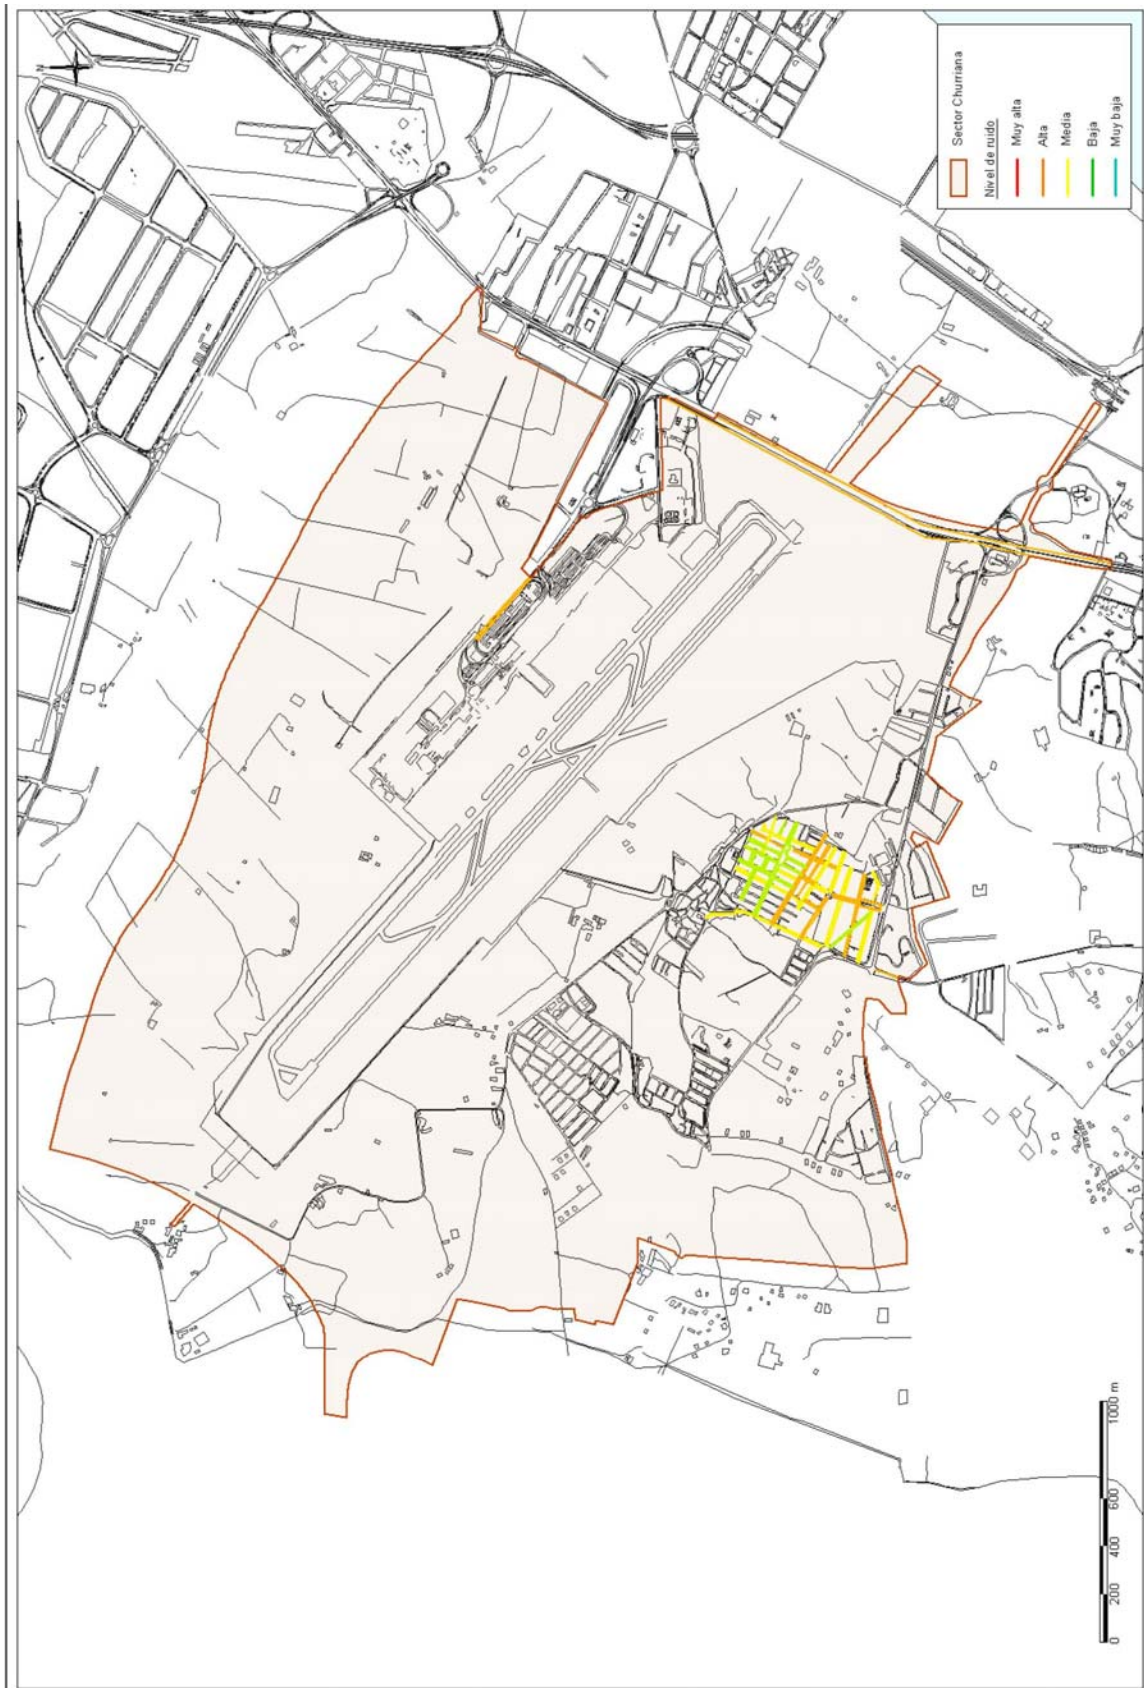 N
Sector Churriana
Nivel de ruido
Muy alta
Alta
Media
Baja
Muy baja
0 200 400 600 1000 m